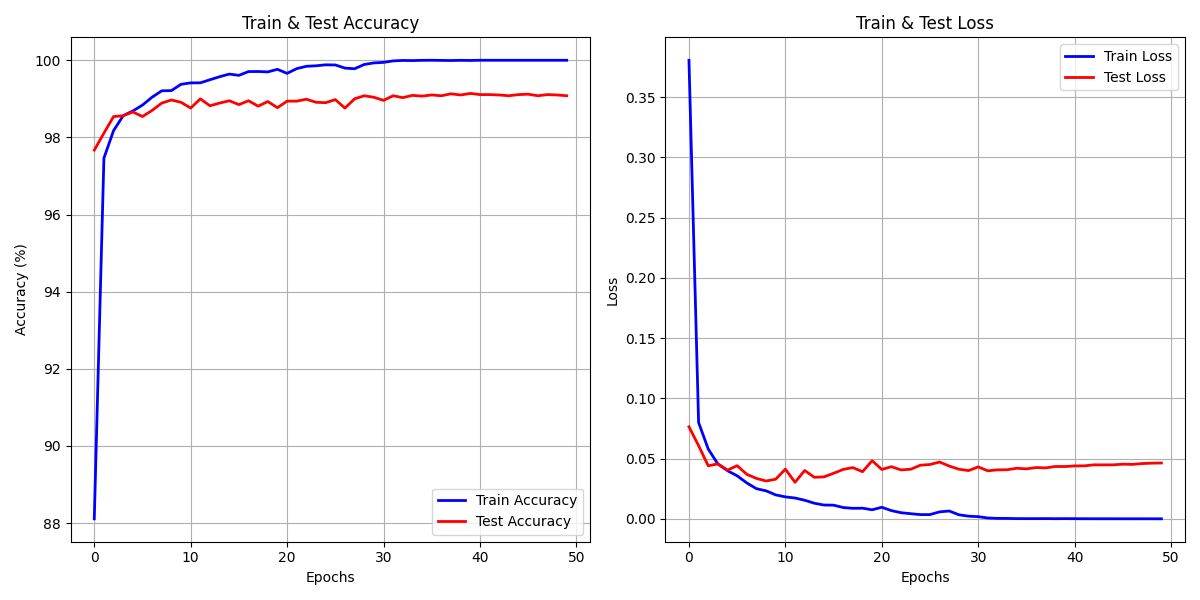 Train & Test Accuracy
Accuracy (%)
100
98
96
94
92
90
88
0 10 20 30 40 50
Epochs
Train Accuracy
Test Accuracy
Train & Test Loss
Loss
0.35
0.30
0.25
0.20
0.15
0.10
0.05
0.00
0 10 20 30 40 50
Epochs
Train Loss
Test Loss